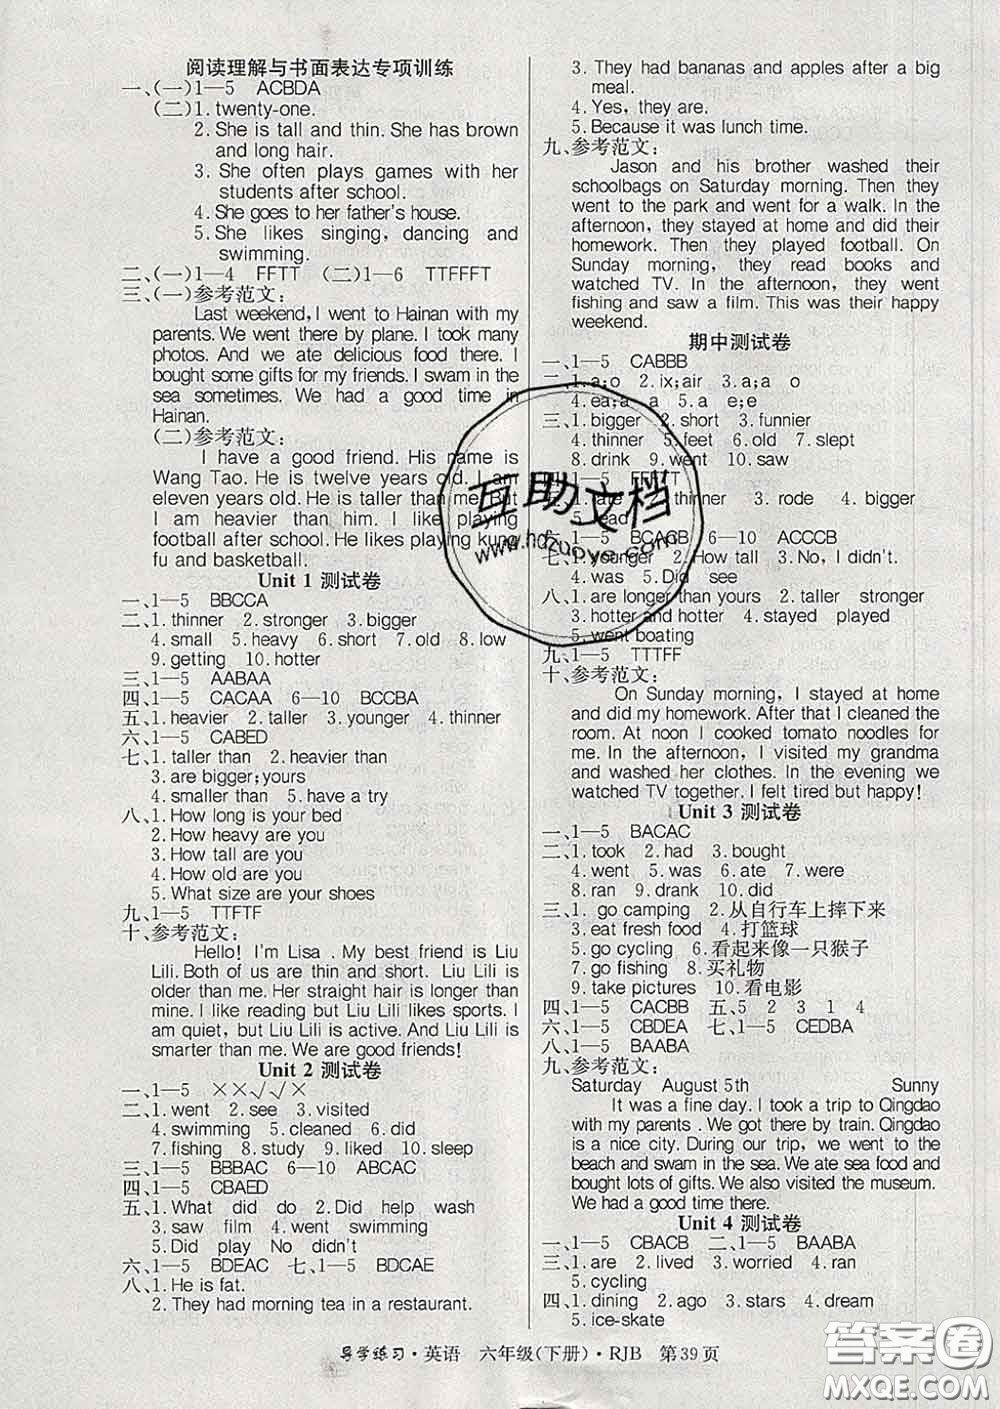 阅读理解与书面表达专项训练
一、(一)1—5 ACBDA
(二)1. twenty-one.
2. She is tall and thin. She has brown
and long hair.
3. She often plays games with her
students after school.
4. She goes to her father's house.
5. She likes singing, dancing and
swimming.
二、(一)1—4 FFTT (二)1—6 TTFFFT
三、(一)参考范文:
Last weekend, I went to Hainan with my
parents. We went there by plane. I took many
photos. And we ate delicious food there. I
bought some gifts for my friends. I swam in the
sea sometimes. We had a good time in
Hainan.
(二)参考范文:
I have a good friend. His name is
Wang Tao. He is twelve years old. I am
eleven years old. He is taller than me. But
I am heavier than him. I like playing
football after school. He likes playing kung
fu and basketball.
Unit 1 测试卷
一、1—5 BBCCA
二、1. thinner 2. stronger 3. bigger
4. small 5. heavy 6. short 7. old 8. low
9. getting 10. hotter
三、1—5 AABAA
四、1—5 CACAA 6—10 BCCBA
五、1. heavier 2. taller 3. younger 4. thinner
六、1—5 CABED
七、1. taller than 2. heavier than
3. are bigger;yours
4. smaller than 5. have a try
八、1. How long is your bed
2. How heavy are you
3. How tall are you
4. How old are you
5. What size are your shoes
九、1—5 TTFTF
十、参考范文:
Hello! I'm Lisa . My best friend is Liu
Lili. Both of us are thin and short. Liu Lili is
older than me. Her straight hair is longer than
mine. I like reading but Liu Lili likes sports. I
am quiet, but Liu Lili is active. And Liu Lili is
smarter than me. We are good friends!
Unit 2 测试卷
一、1—5 ××√√×
二、1. went 2. see 3. visited
4. swimming 5. cleaned 6. did
7. fishing 8. study 9. liked 10. sleep
三、1—5 BBBAC 6—10 ABCAC
四、1—5 CBAED
五、1. What did do 2. Did help wash
3. saw film 4. went swimming
5. Did play No didn't
六、1—5 BDEAC 七、1—5 BDCAE
八、1. He is fat.
2. They had morning tea in a restaurant.
3. They had bananas and apples after a big
meal.
4. Yes, they are.
5. Because it was lunch time.
九、参考范文:
Jason and his brother washed their
schoolbags on Saturday morning. Then they
went to the park and went for a walk. In the
afternoon, they stayed at home and did their
homework. Then they played football. On
Sunday morning, they read books and
watched TV. In the afternoon, they went
fishing and saw a film. This was their happy
weekend.
期中测试卷
一、1—5 CABBB
二、1. a;o 2. ix;air 3. a;a o
4. ea;a a 5. a e;e
三、1. bigger 2. short 3. funnier
4. thinner 5. feet 6. old 7. slept
8. drink 9. went 10. saw
四、1—5 FFTFT
五、1. late 2. thinner 3. rode 4. bigger
5. read
六、1—5 BCACB 6—10 ACCCB
七、1. younger 2. How tall 3. No, I didn't.
4. was 5. Did see
八、1. are longer than yours 2. taller stronger
3. hotter and hotter 4. stayed played
5. went boating
九、1—5 TTTFF
十、参考范文:
On Sunday morning, I stayed at home
and did my homework. After that I cleaned the
room. At noon I cooked tomato noodles for
me. In the afternoon, I visited my grandma
and washed her clothes. In the evening we
watched TV together. I felt tired but happy!
Unit 3 测试卷
一、1—5 BACAC
二、1. took 2. had 3. bought
4. went 5. was 6. ate 7. were
8. ran 9. drank 10. did
三、1. go camping 2. 从自行车上摔下来
3. eat fresh food 4. 打篮球
5. go cycling 6. 看起来像一只猴子
7. go fishing 8. 买礼物
9. take pictures 10. 看电影
四、1—5 CACBB 五、5 2 3 1 4
六、1—5 CBDEA 七、1—5 CEDBA
八、1—5 BAABA
九、参考范文:
Saturday August 5th Sunny
It was a fine day. I took a trip to Qingdao
with my parents . We got there by train. Qingdao
is a nice city. During our trip, we went to the
beach and swam in the sea. We ate sea food and
bought lots of gifts. We also visited the museum.
We had a good time there.
Unit 4 测试卷
一、1—5 CBACB 二、1—5 BAABA
三、1. are 2. lived 3. worried 4. ran
5. cycling
四、1. dining 2. ago 3. stars 4. dream
5. ice-skate
导学练习·英语 六年级(下册)·RJB 第39页
互助文档
www.hdzuoye.com
答案圈
MXQE.COM